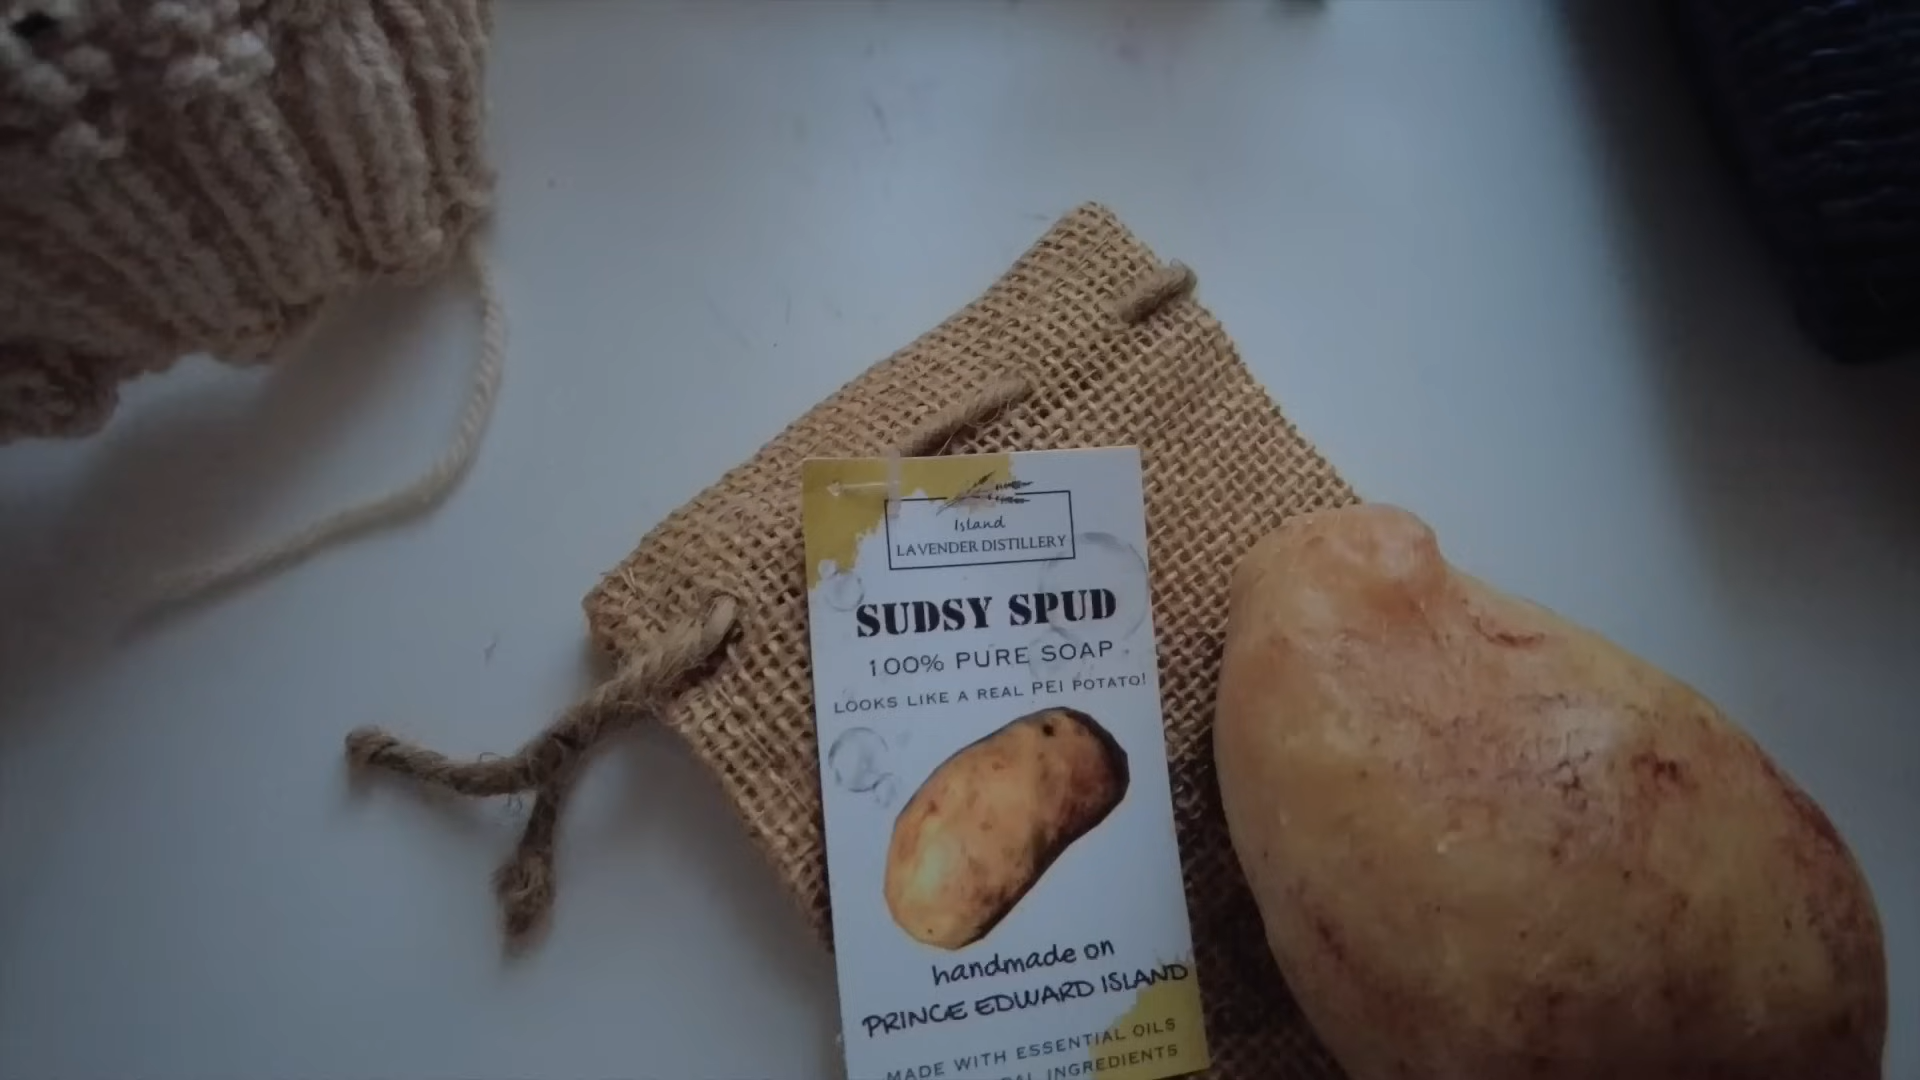 Island
LAVENDER DISTILLERY
SUDSY SPUD
100% PURE SOAP
LOOKS LIKE A REAL PEI POTATO!
handmade on
PRINCE EDWARD ISLAND
MADE WITH ESSENTIAL OILS
INGREDIENTS